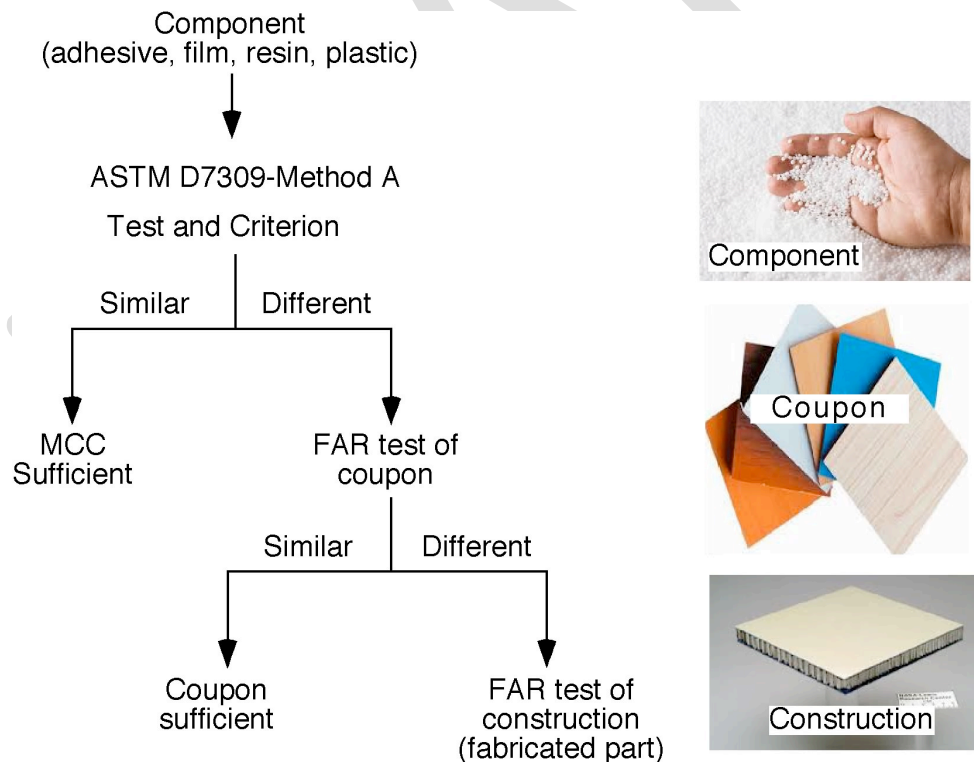 Component
(adhesive, film, resin, plastic)
ASTM D7309-Method A
Test and Criterion
Similar
Different
MCC
Sufficient
FAR test of
coupon
Similar
Different
Coupon
sufficient
FAR test of
construction
(fabricated part)
Component
Coupon
Construction